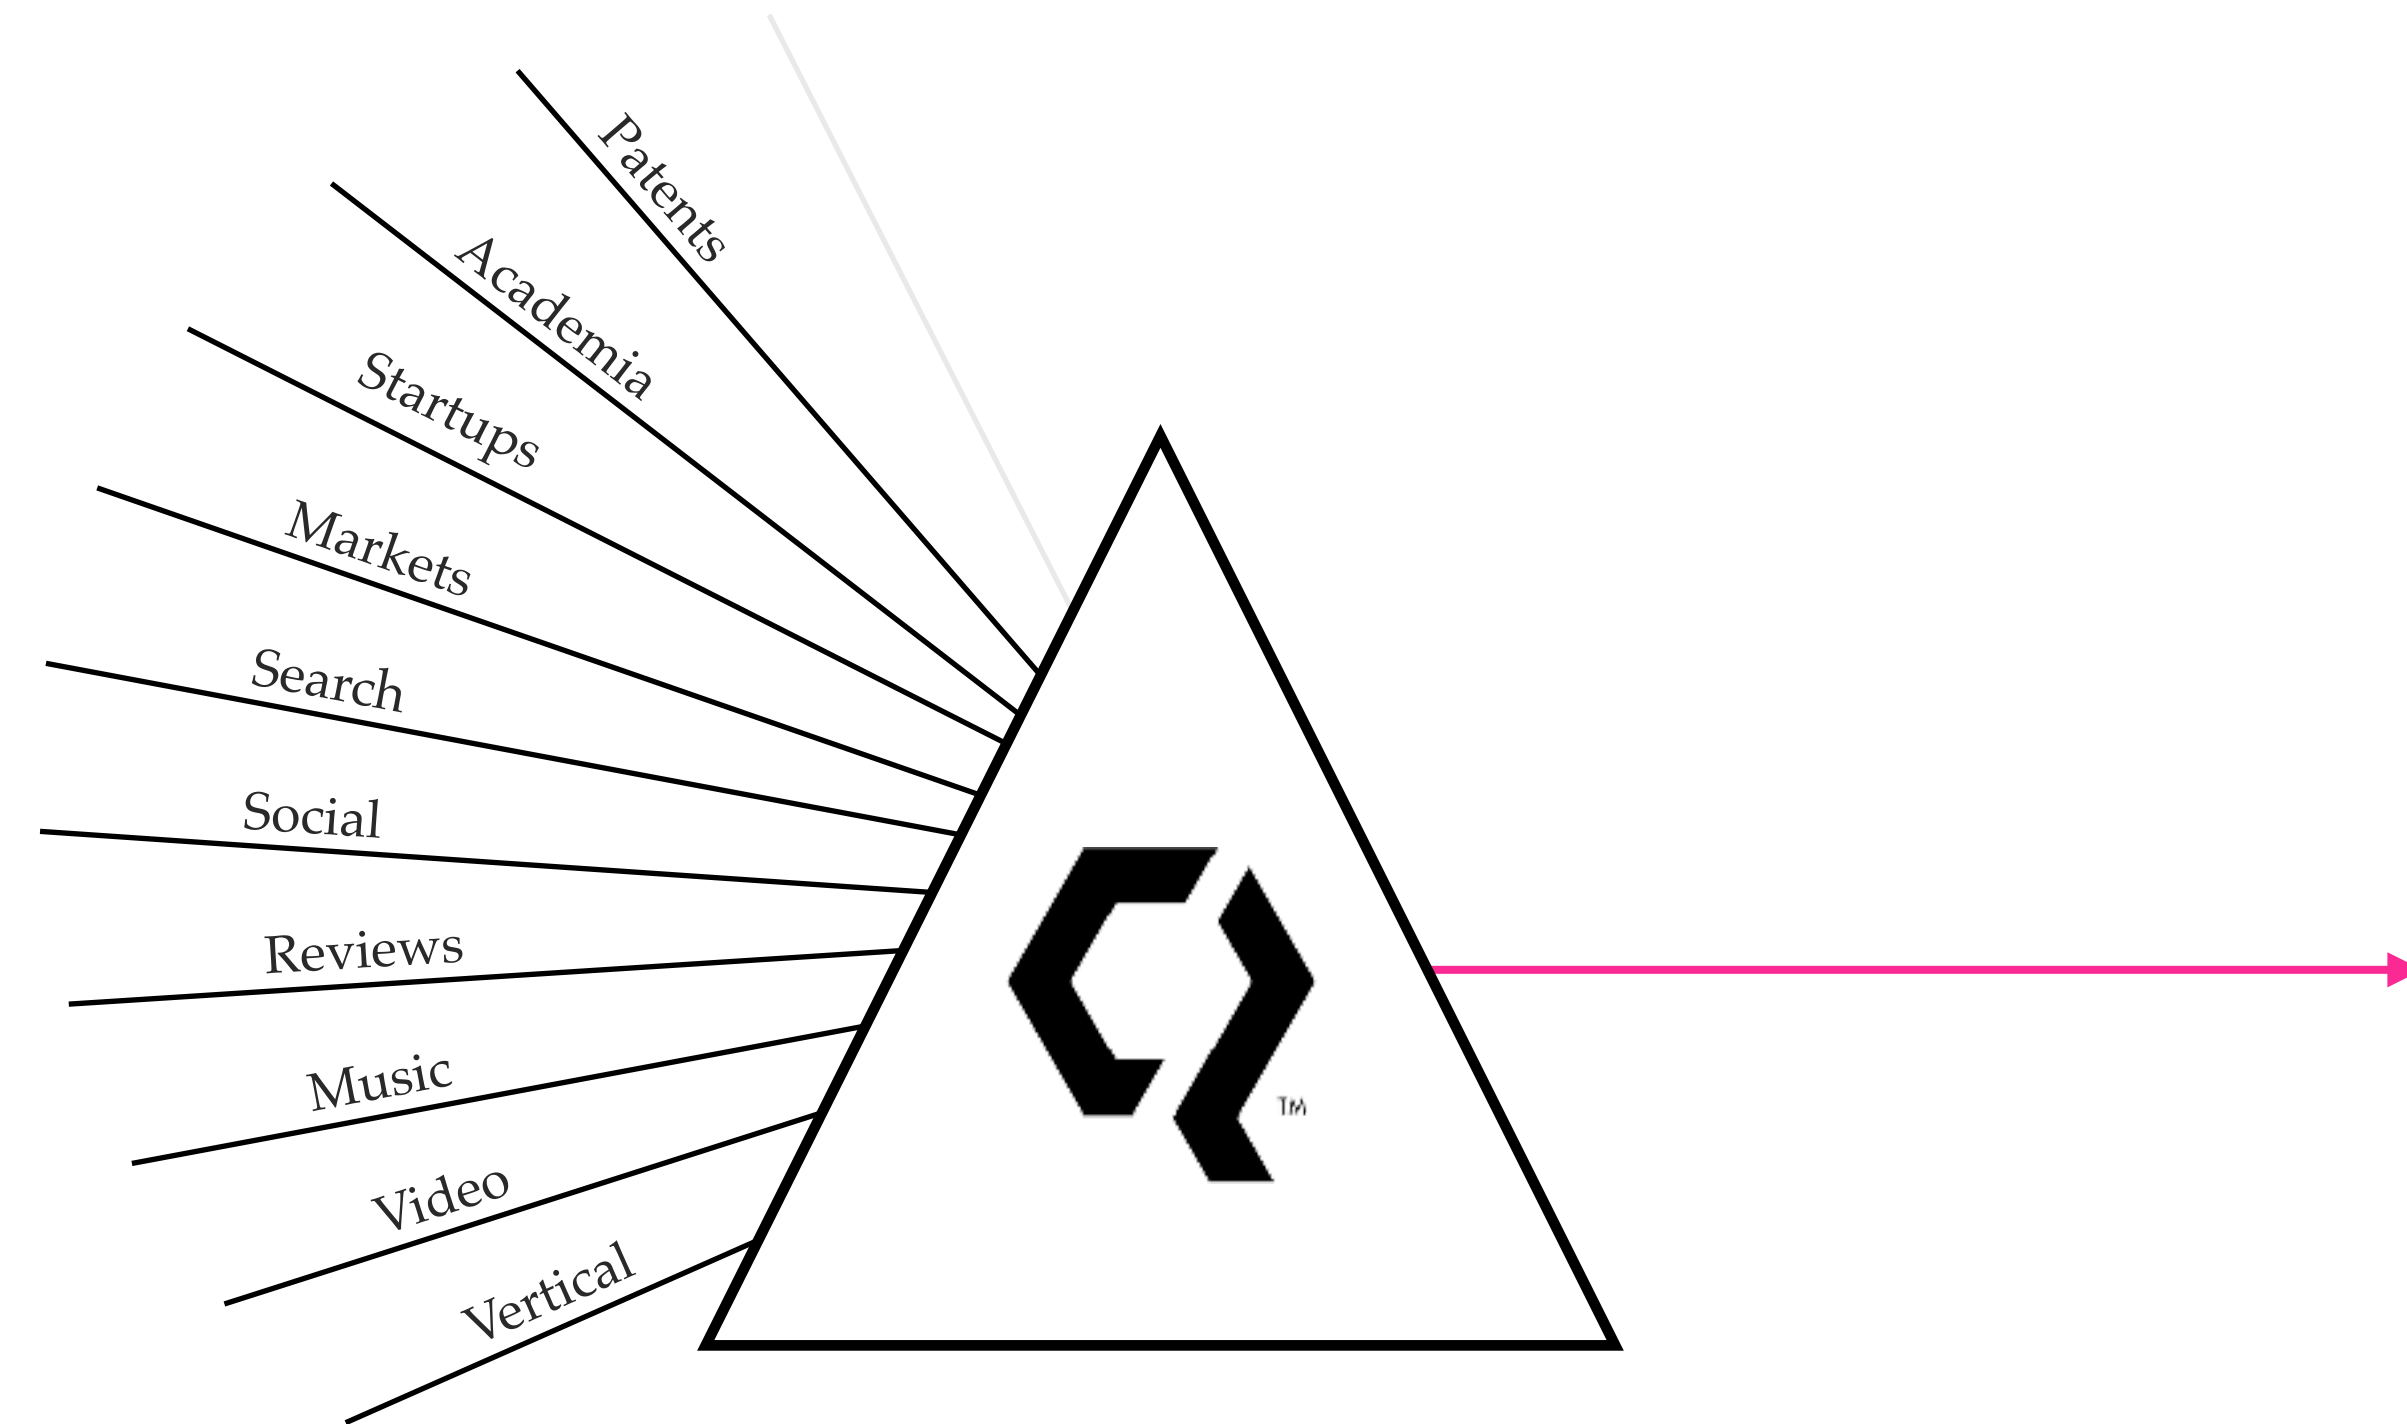 Patents
Academia
Startups
Markets
Search
Social
Reviews
Music
Video
Vertical
TM